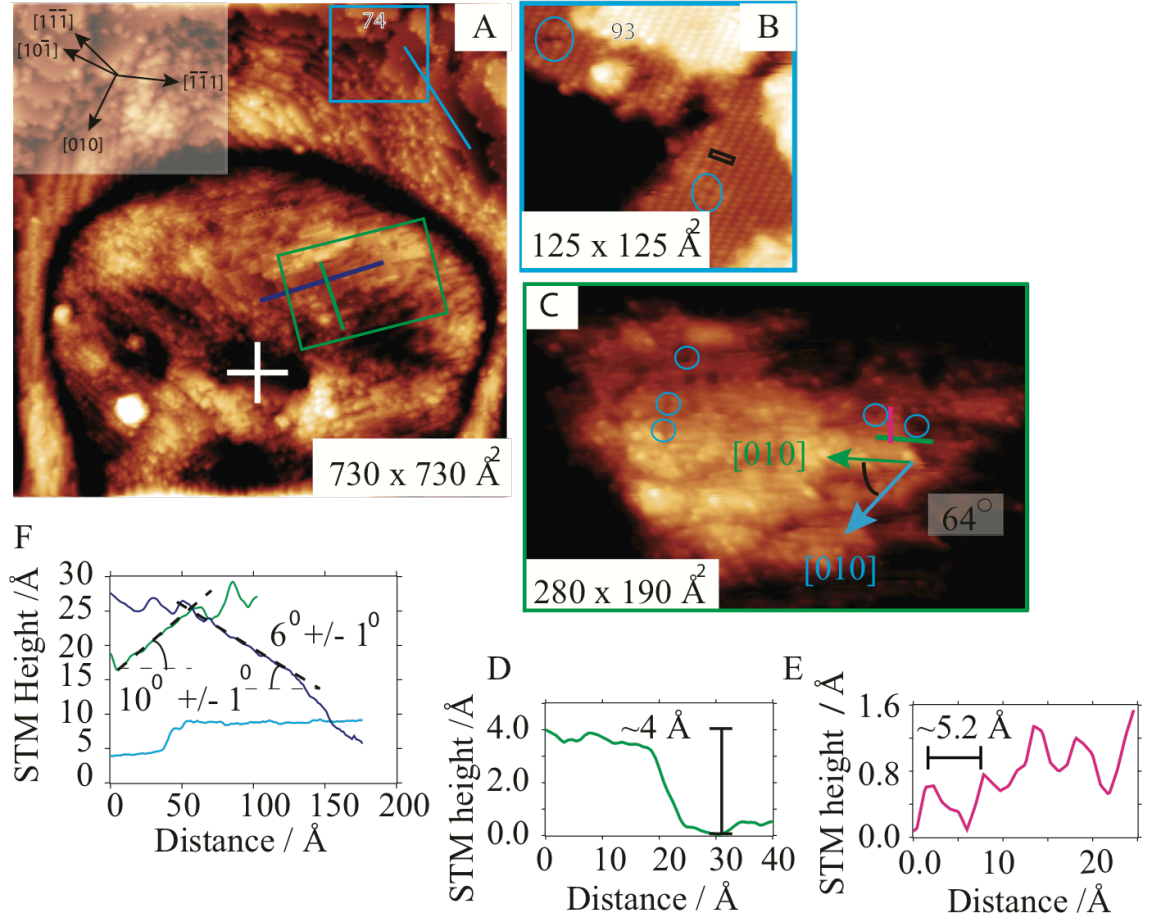 [11̅1̅]
[101̅]
[1̅1̅1]
[010]
74
A
730 x 730 Å²
93
B
125 x 125 Å²
C
[010]
64°
[010]
280 x 190 Å²
F
30
25
20
15
10
5
0
0 50 100 150 200
STM Height /Å
Distance / Å
6⁰ +/- 1⁰
10⁰ +/- 1⁰
D
STM height /Å
4.0
2.0
0.0
~4 Å
0 10 20 30 40
Distance / Å
E
STM height / Å
1.6
0.8
0.0
~5.2 Å
0.0 10 20
Distance / Å